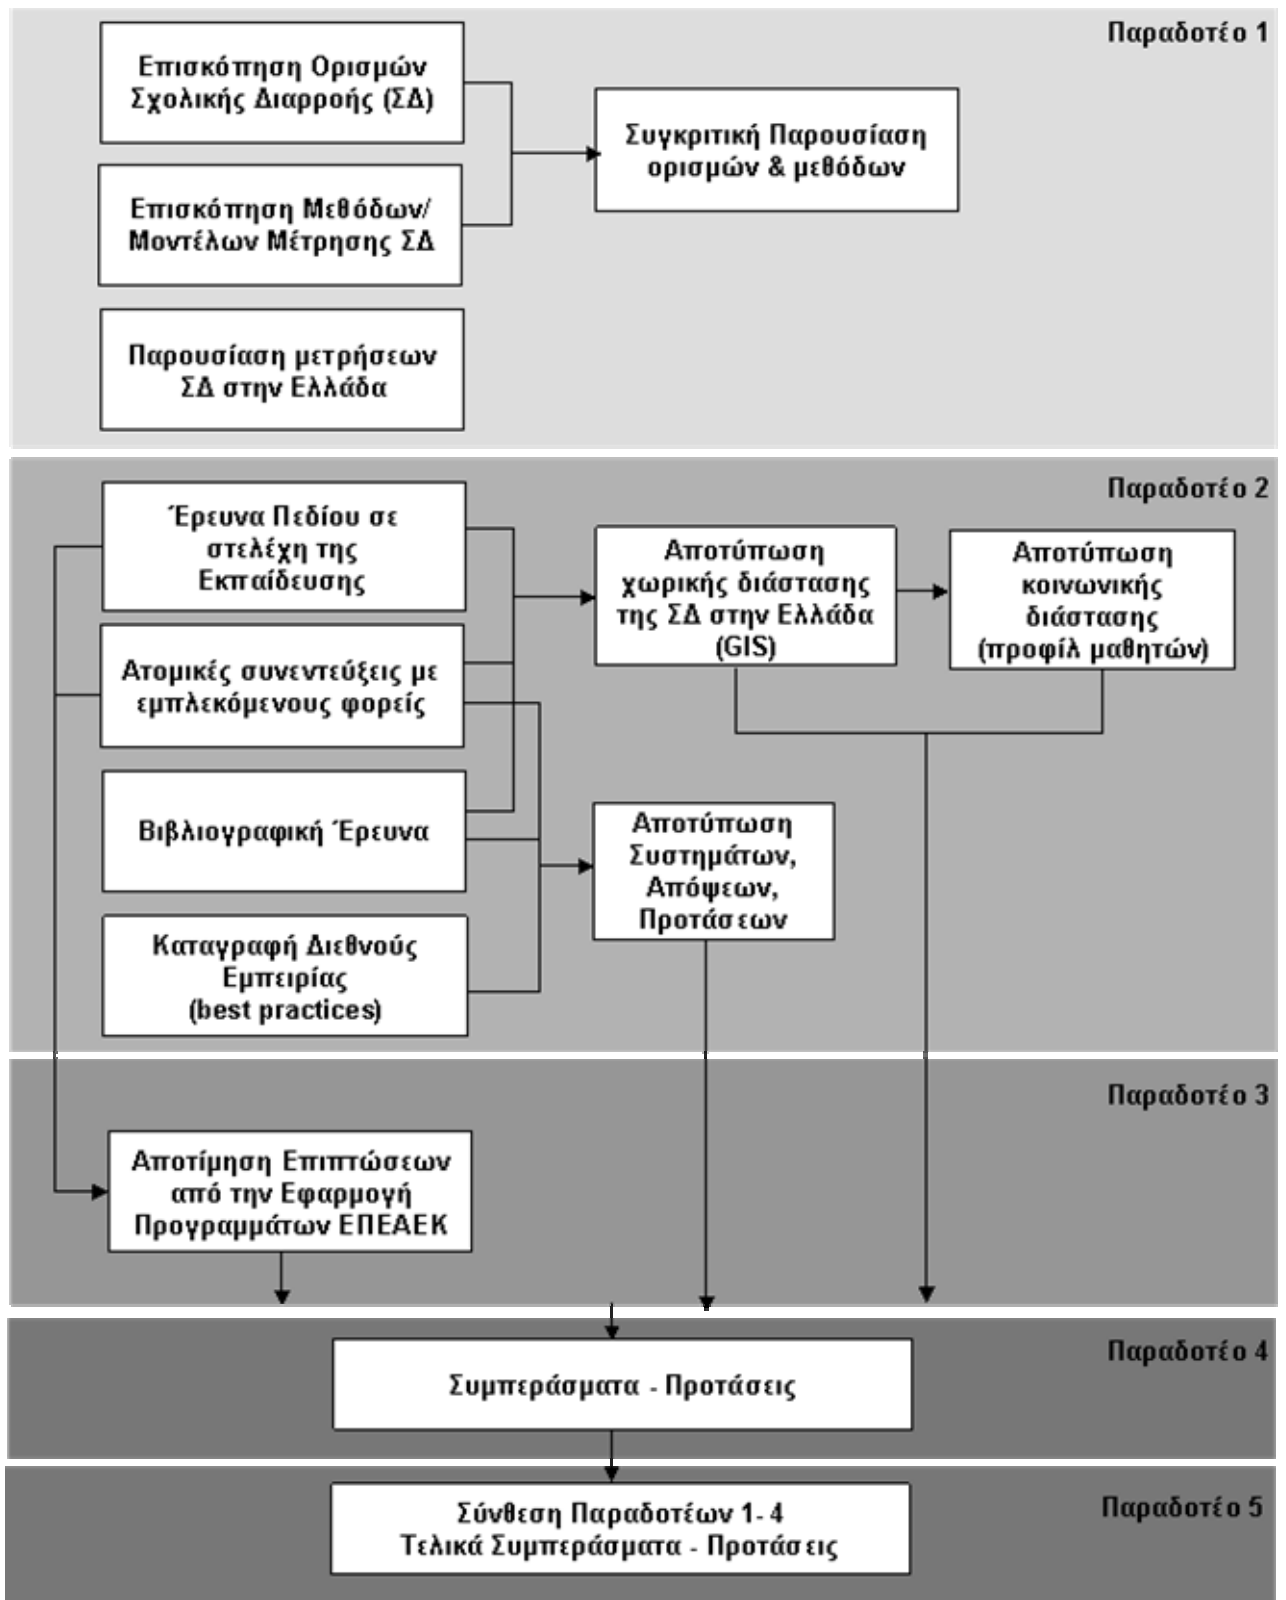 Παραδοτέο 1
Επισκόπηση Ορισμών
Σχολικής Διαρροής (ΣΔ)
Συγκριτική Παρουσίαση
ορισμών & μεθόδων
Επισκόπηση Μεθόδων/
Μοντέλων Μέτρησης ΣΔ
Παρουσίαση μετρήσεων
ΣΔ στην Ελλάδα
Παραδοτέο 2
Έρευνα Πεδίου σε
στελέχη της
Εκπαίδευσης
Αποτύπωση
χωρικής διάστασης
της ΣΔ στην Ελλάδα
(GIS)
Αποτύπωση
κοινωνικής
διάστασης
(προφίλ μαθητών)
Ατομικές συνεντεύξεις με
εμπλεκόμενους φορείς
Βιβλιογραφική Έρευνα
Αποτύπωση
Συστημάτων,
Απόψεων,
Προτάσεων
Καταγραφή Διεθνούς
Εμπειρίας
(best practices)
Παραδοτέο 3
Αποτίμηση Επιπτώσεων
από την Εφαρμογή
Προγραμμάτων ΕΠΕΑΕΚ
Παραδοτέο 4
Συμπεράσματα - Προτάσεις
Παραδοτέο 5
Σύνθεση Παραδοτέων 1- 4
Τελικά Συμπεράσματα - Προτάσεις